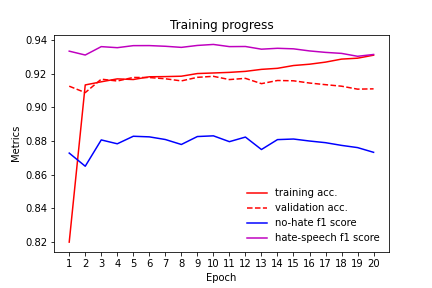 Training progress
0.94
0.92
0.90
0.88
0.86
0.84
0.82
Metrics
training acc.
validation acc.
no-hate f1 score
hate-speech f1 score
1 2 3 4 5 6 7 8 9 10 11 12 13 14 15 16 17 18 19 20
Epoch